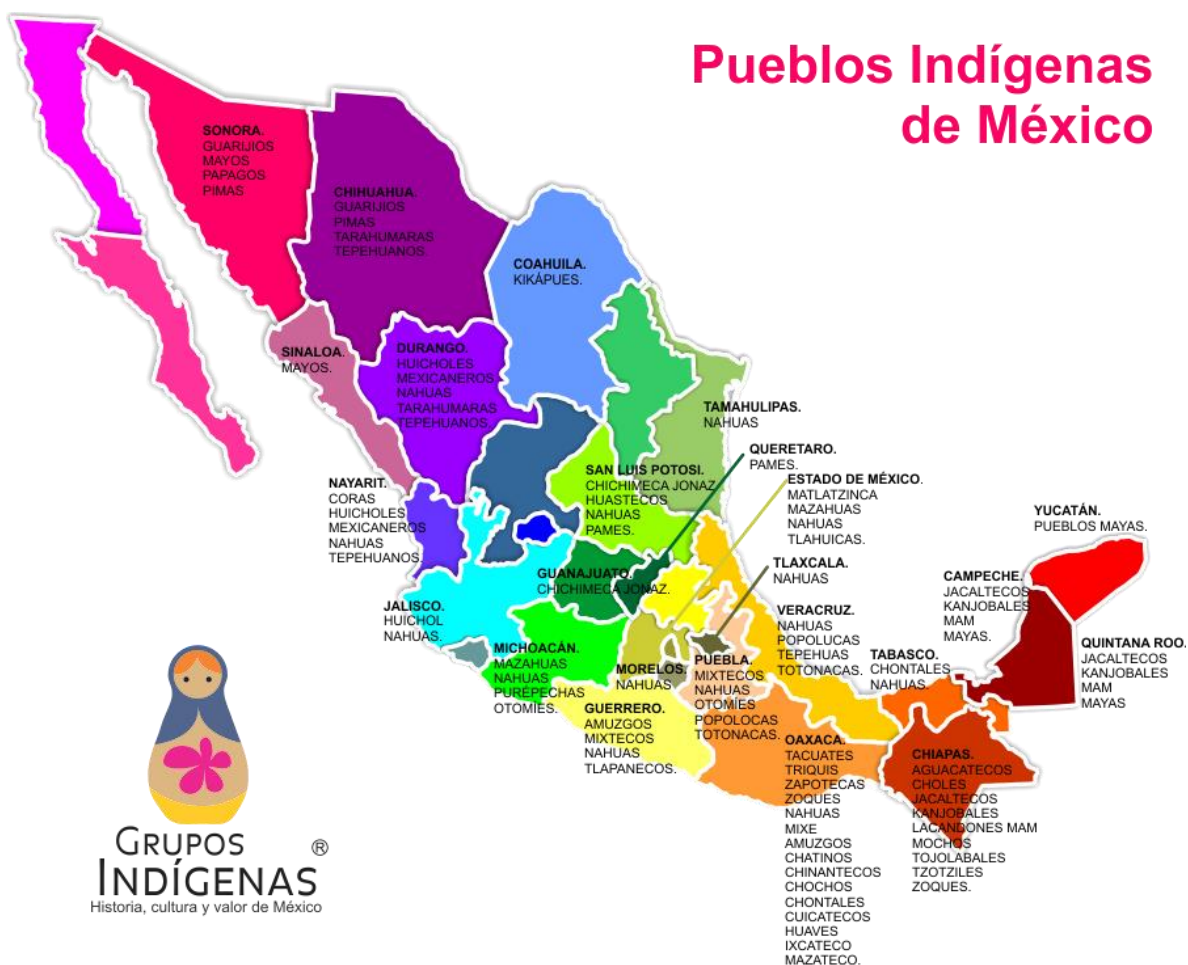 Pueblos Indígenas
de México
SONORA.
GUARIJIOS
MAYOS
PAPAGOS
PIMAS
CHIHUAHUA.
GUARIJIOS
PIMAS
TARAHUMARAS
TEPEHUANOS.
COAHUILA.
KIKÁPUES.
SINALOA.
MAYOS.
DURANGO.
HUICHOLES
MEXICANEROS
NAHUAS
TARAHUMARAS
TEPEHUANOS
TAMAHULIPAS.
NAHUAS
QUERETARO.
PAMES.
SAN LUIS POTOSI.
CHICHIMECA JONAZ
HUASTECOS
NAHUAS
PAMES.
ESTADO DE MÉXICO.
MATLATZINCA
MAZAHUAS
NAHUAS
TLAHUICAS.
NAYARIT.
CORAS
HUICHOLES
MEXICANEROS
NAHUAS
TEPEHUANOS.
YUCATÁN.
PUEBLOS MAYAS.
TLAXCALA.
NAHUAS
GUANAJUATO.
CHICHIMECA JONAZ.
CAMPECHE.
JACALTECOS
KANJOBALES
MAM
MAYAS.
JALISCO.
HUICHOL
NAHUAS.
VERACRUZ.
NAHUAS
POPOLUCAS
TEPEHUAS
TOTONACAS.
QUINTANA ROO.
JACALTECOS
KANJOBALES
MAM
MAYAS
MICHOACÁN.
MAZAHUAS
NAHUAS
PURÉPECHAS
OTOMIES.
MORELOS.
NAHUAS
PUEBLA.
MIXTECOS
NAHUAS
OTOMÍES
POPOLOCAS
TOTONACAS.
TABASCO.
CHONTALES
NAHUAS.
GUERRERO.
AMUZGOS
MIXTECOS
NAHUAS
TLAPANECOS.
OAXACA.
TACUATES
TRIQUIS
ZAPOTECAS
ZOQUES
NAHUAS
MIXE
AMUZGOS
CHATINOS
CHINANTECOS
CHOCHOS
CHONTALES
CUICATECOS
HUAVES
IXCATECO
MAZATECO.
CHIAPAS.
AGUACATECOS
CHOLES
JACALTECOS
KANJOBALES
LACANDONES MAM
MOCHOS
TOJOLABALES
TZOTZILES
ZOQUES.
GRUPOS ®
INDÍGENAS
Historia, cultura y valor de México